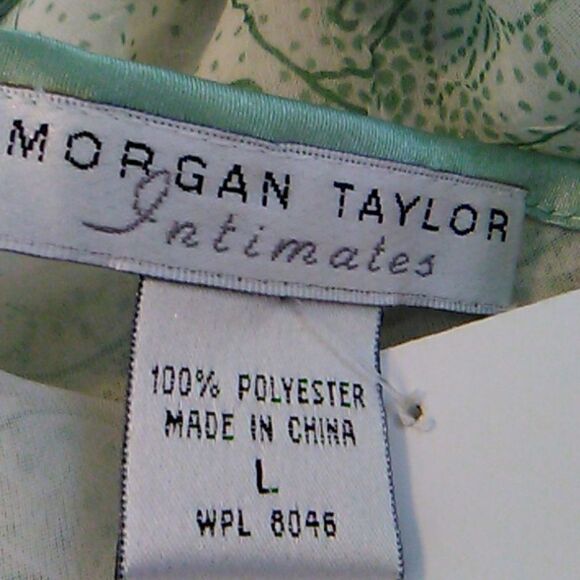 MORGAN TAYLOR
Intimates
100% POLYESTER
MADE IN CHINA
L
WPL 8046